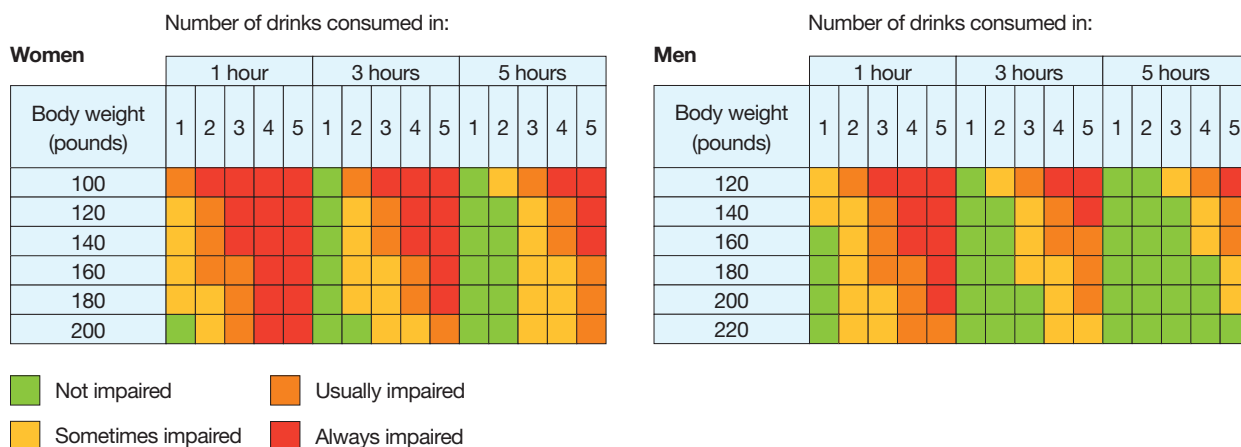 Number of drinks consumed in:
Women
1 hour 3 hours 5 hours
Body weight
(pounds)
1 2 3 4 5 1 2 3 4 5 1 2 3 4 5
100
120
140
160
180
200
Number of drinks consumed in:
Men
1 hour 3 hours 5 hours
Body weight
(pounds)
1 2 3 4 5 1 2 3 4 5 1 2 3 4 5
120
140
160
180
200
220
Not impaired
Usually impaired
Sometimes impaired
Always impaired